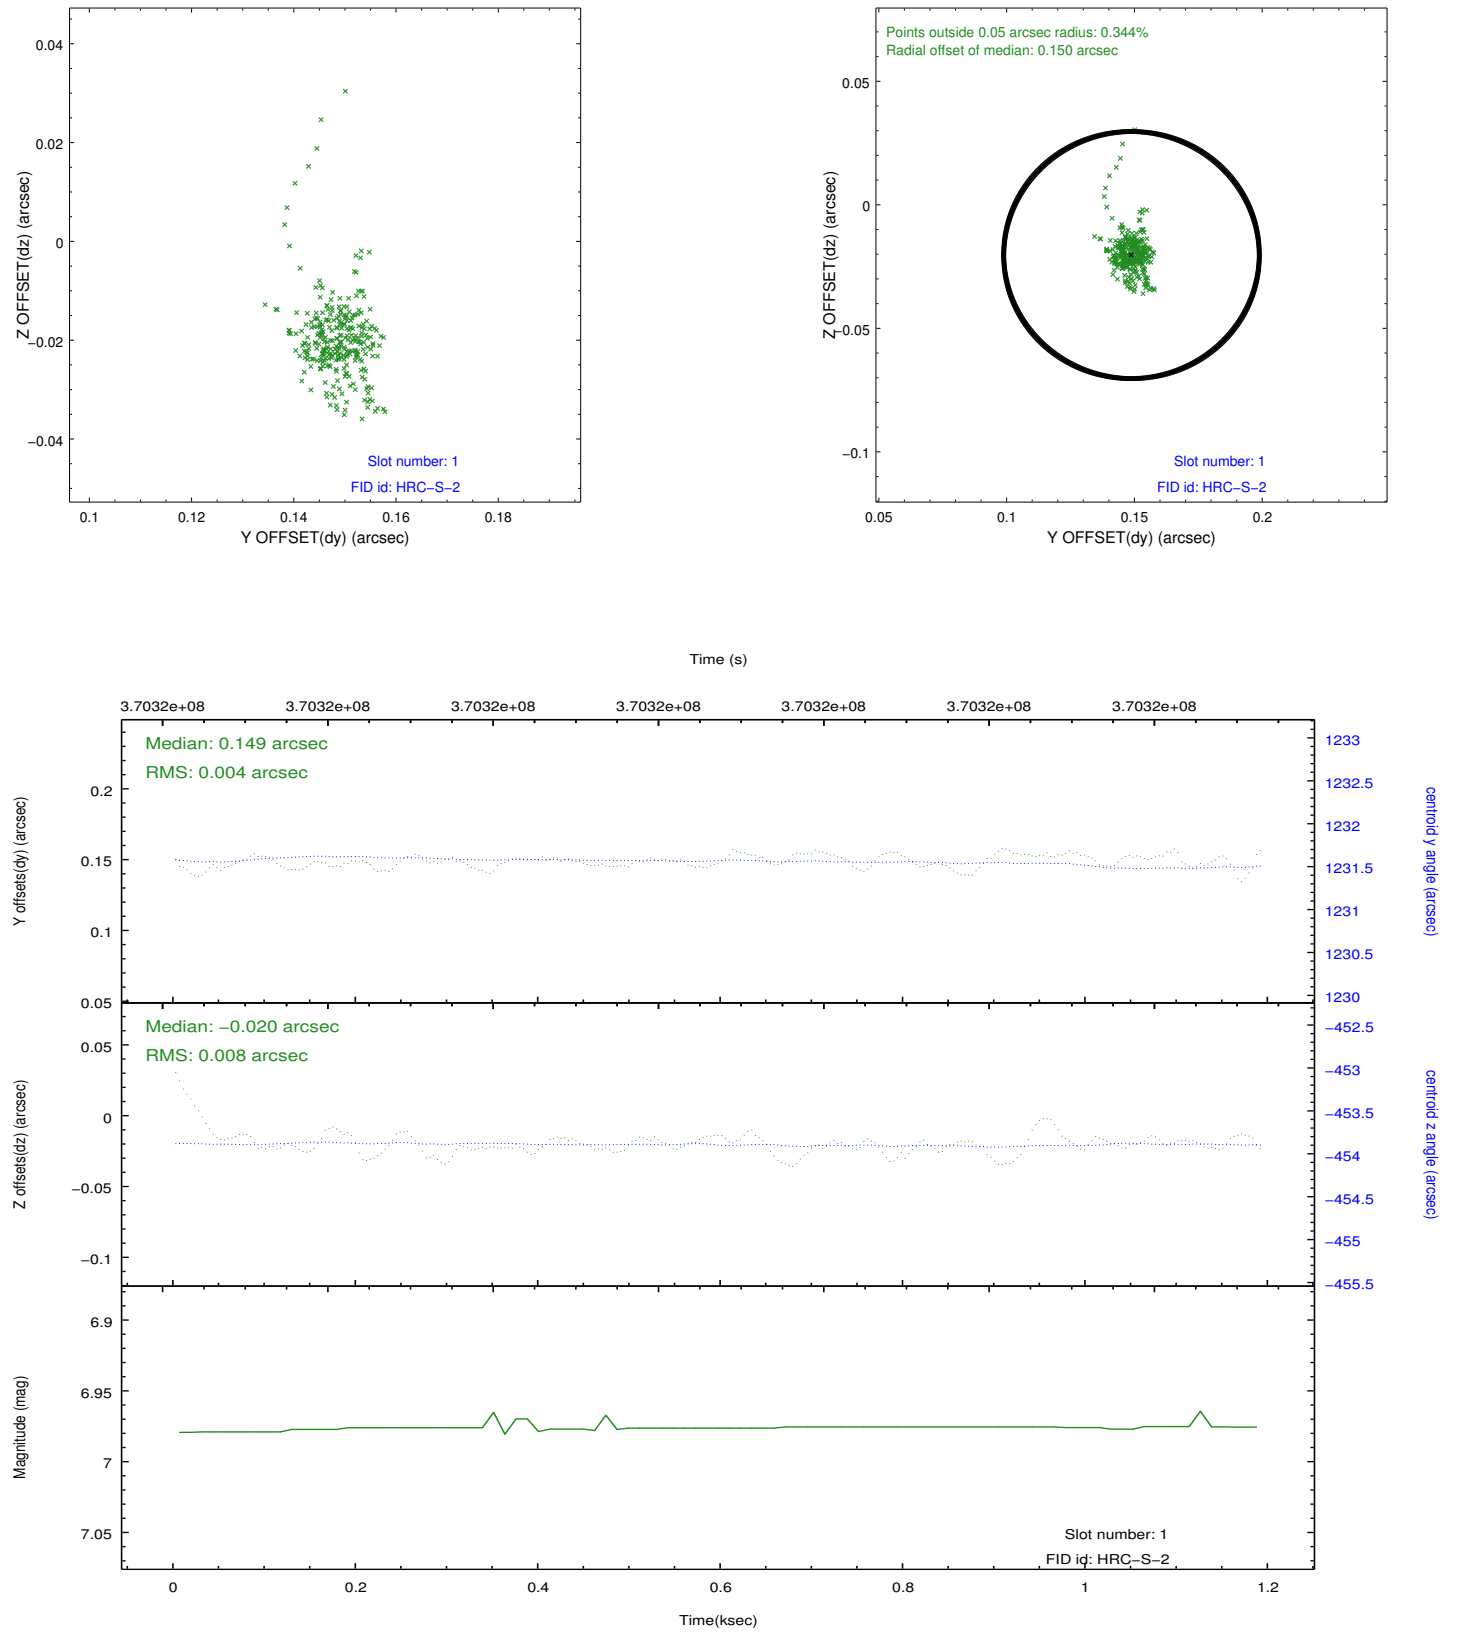 0.04
0.02
0
−0.02
−0.04
Z OFFSET(dz) (arcsec)
Slot number: 1
FID id: HRC−S−2
0.1
0.12
0.14
0.16
0.18
Y OFFSET(dy) (arcsec)
Points outside 0.05 arcsec radius: 0.344%
Radial offset of median: 0.150 arcsec
0.05
0
−0.05
−0.1
Z OFFSET(dz) (arcsec)
Slot number: 1
FID id: HRC−S−2
0.05
0.1
0.15
0.2
Y OFFSET(dy) (arcsec)
Time (s)
3.7032e+08
3.7032e+08
3.7032e+08
3.7032e+08
3.7032e+08
3.7032e+08
3.7032e+08
Median: 0.149 arcsec
RMS: 0.004 arcsec
0.2
0.15
0.1
0.05
Y offsets(dy) (arcsec)
1233
1232.5
1232
1231.5
1231
1230.5
1230
centroid y angle (arcsec)
Median: −0.020 arcsec
RMS: 0.008 arcsec
0.05
0
−0.05
−0.1
Z offsets(dz) (arcsec)
−452.5
−453
−453.5
−454
−454.5
−455
−455.5
centroid z angle (arcsec)
6.9
6.95
7
7.05
Magnitude (mag)
Slot number: 1
FID id: HRC−S−2
0
0.2
0.4
0.6
0.8
1
1.2
Time(ksec)